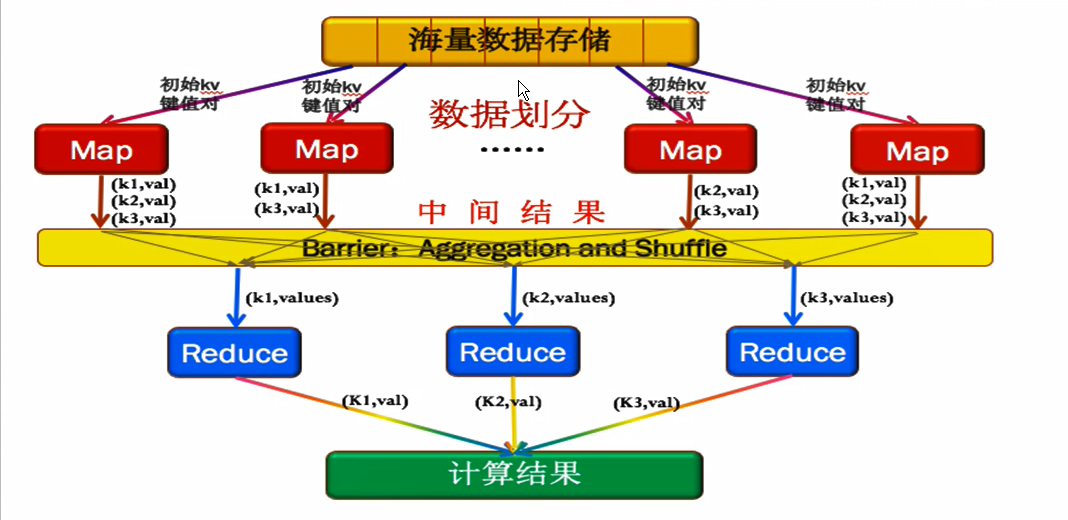 海量数据存储
初始kv
键值对
初始kv
键值对
初始kv
键值对
初始kv
键值对
数据划分
......
Map
Map
Map
Map
(k1,val)
(k2,val)
(k3,val)
(k1,val)
(k3,val)
(k2,val)
(k3,val)
(k1,val)
(k2,val)
(k3,val)
中间结果
Barrier：Aggregation and Shuffle
(k1,values)
(k2,values)
(k3,values)
Reduce
Reduce
Reduce
(K1,val)
(K2,val)
(K3,val)
计算结果